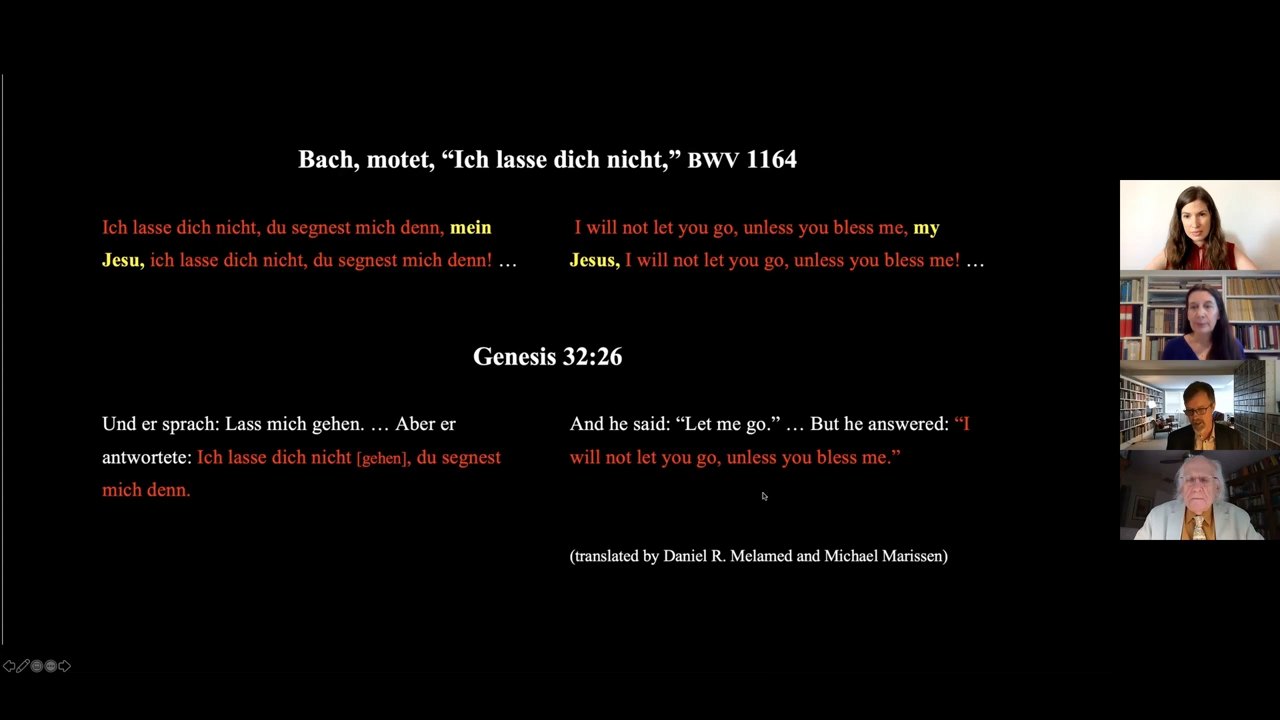 Bach, motet, “Ich lasse dich nicht,” BWV 1164
Ich lasse dich nicht, du segnest mich denn, mein
Jesu, ich lasse dich nicht, du segnest mich denn! …
I will not let you go, unless you bless me, my
Jesus, I will not let you go, unless you bless me! …
Genesis 32:26
Und er sprach: Lass mich gehen. … Aber er
antwortete: Ich lasse dich nicht [gehen], du segnest
mich denn.
And he said: “Let me go.” … But he answered: “I
will not let you go, unless you bless me.”
(translated by Daniel R. Melamed and Michael Marissen)